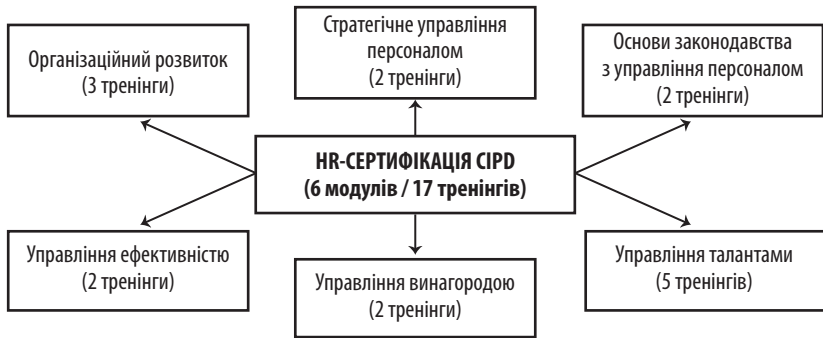 Організаційний розвиток
(3 тренінги)
Стратегічне управління
персоналом
(2 тренінги)
Основи законодавства
з управління персоналом
(2 тренінги)
HR-СЕРТИФІКАЦІЯ CIPD
(6 модулів / 17 тренінгів)
Управління ефективністю
(2 тренінги)
Управління винагородою
(2 тренінги)
Управління талантами
(5 тренінгів)